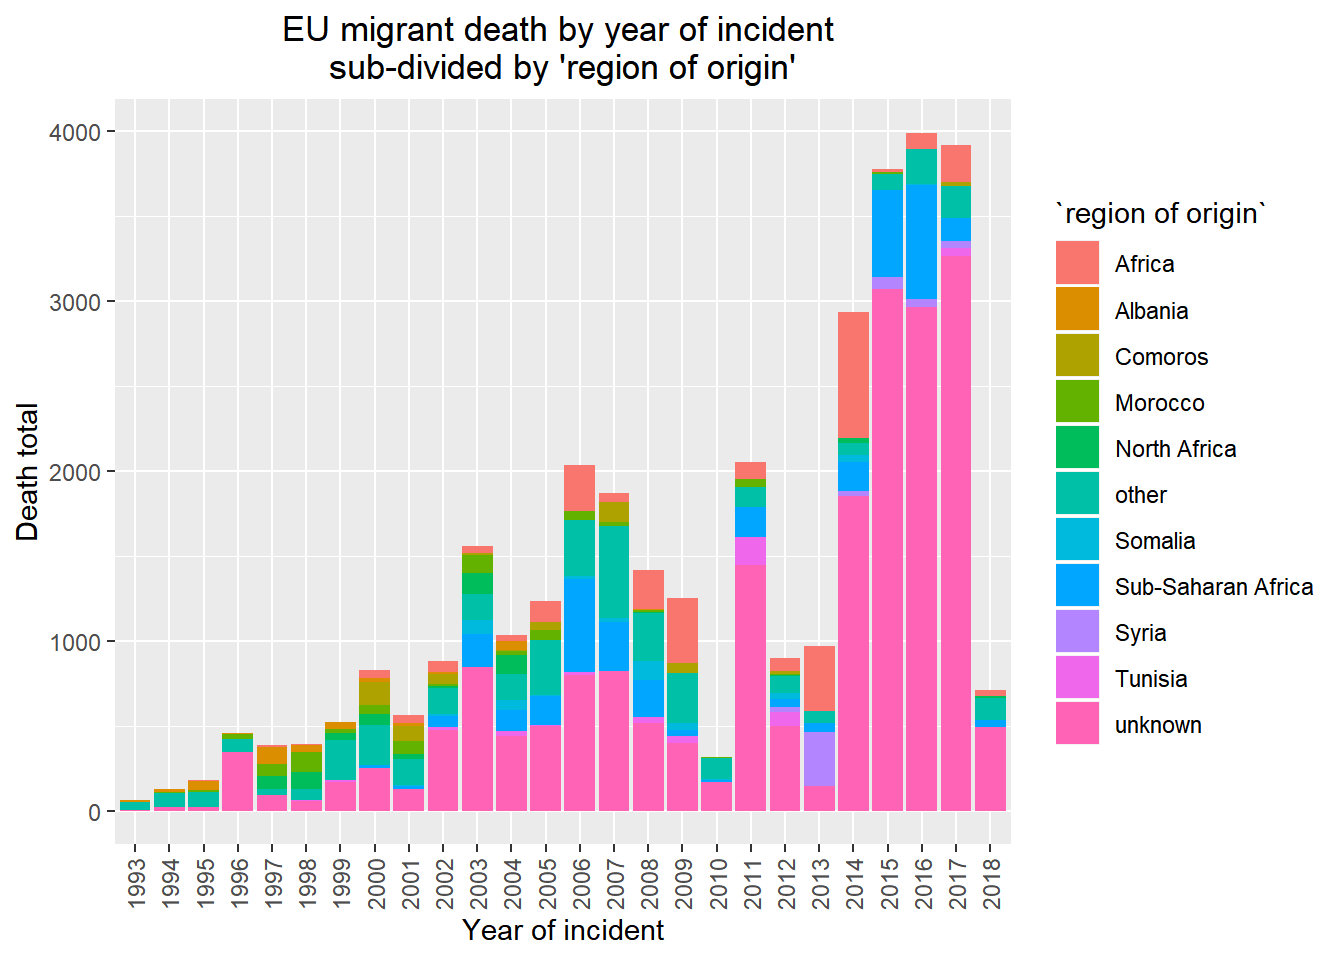 EU migrant death by year of incident
sub-divided by 'region of origin'
Death total
4000
3000
2000
1000
0
1993
1994
1995
1996
1997
1998
1999
2000
2001
2002
2003
2004
2005
2006
2007
2008
2009
2010
2011
2012
2013
2014
2015
2016
2017
2018
Year of incident
`region of origin`
Africa
Albania
Comoros
Morocco
North Africa
other
Somalia
Sub-Saharan Africa
Syria
Tunisia
unknown